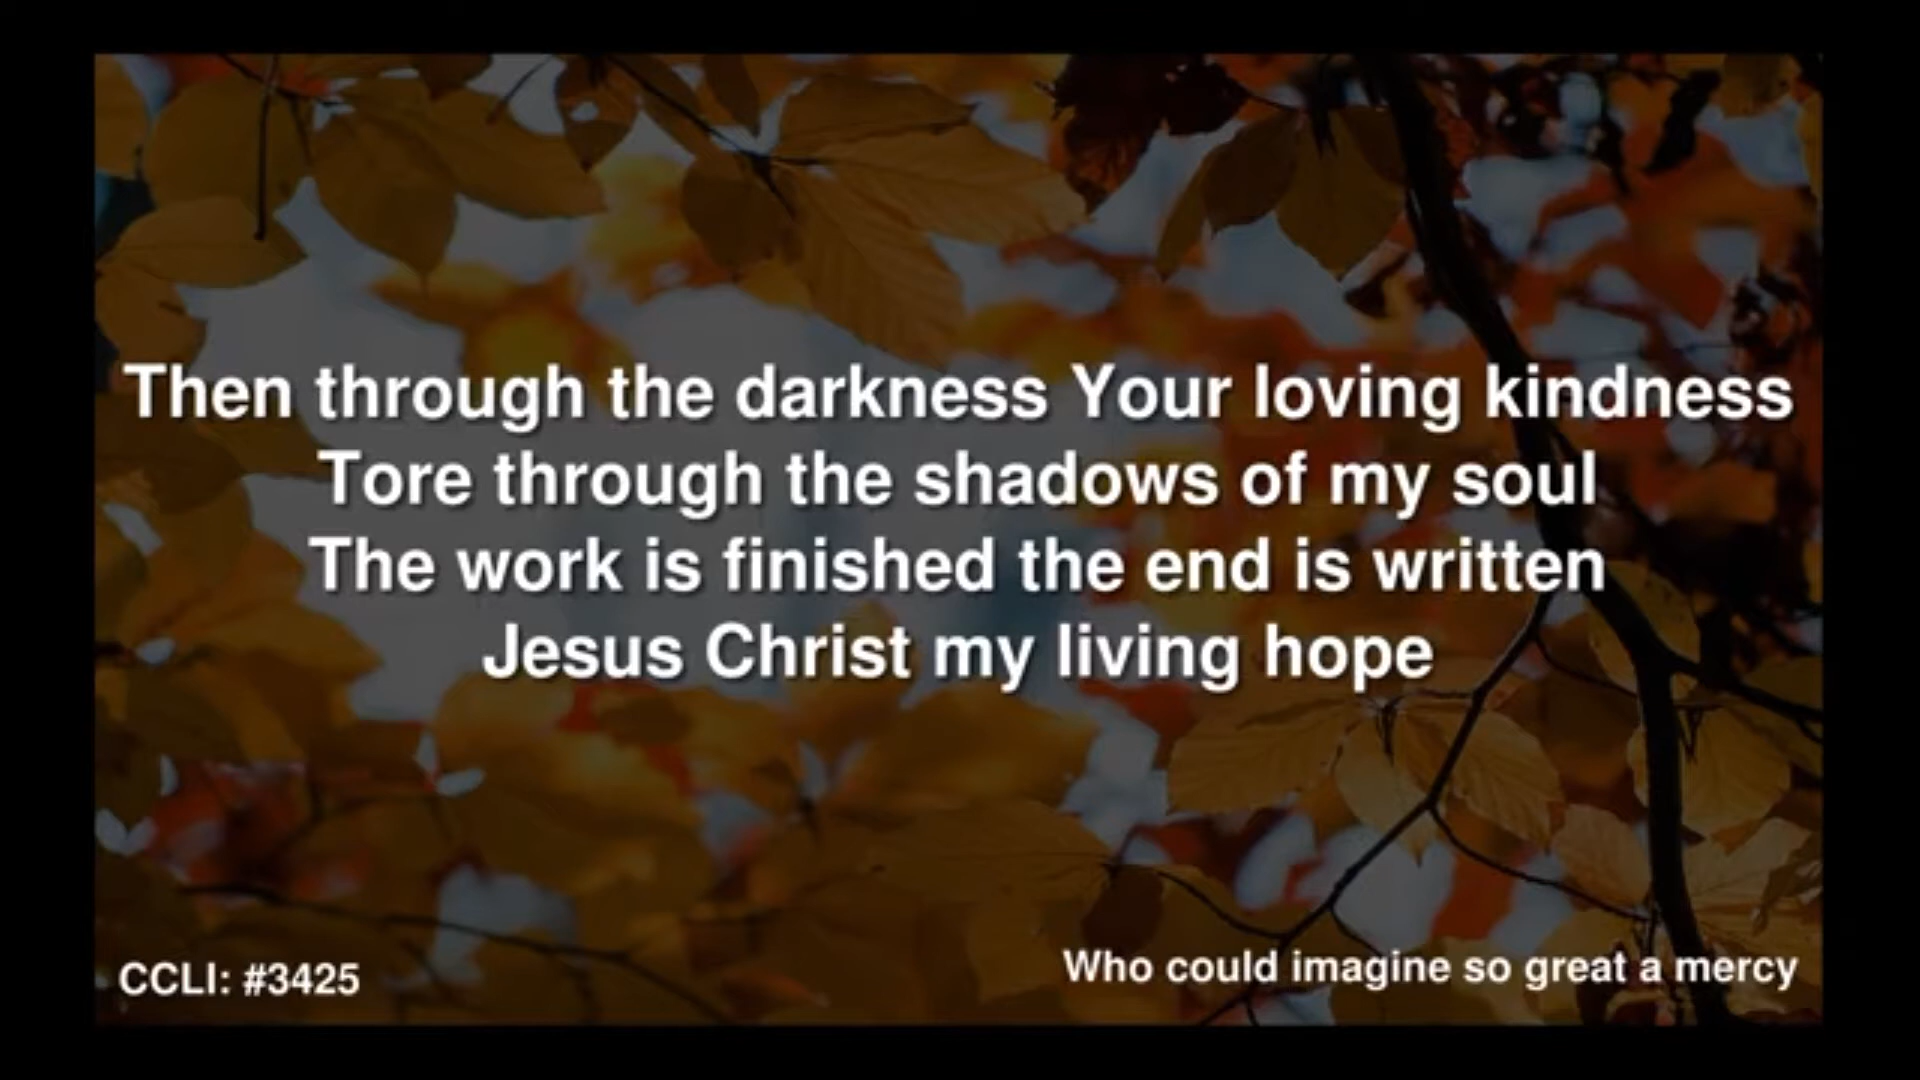 Then through the darkness Your loving kindness
Tore through the shadows of my soul
The work is finished the end is written
Jesus Christ my living hope
CCLI: #3425
Who could imagine so great a mercy